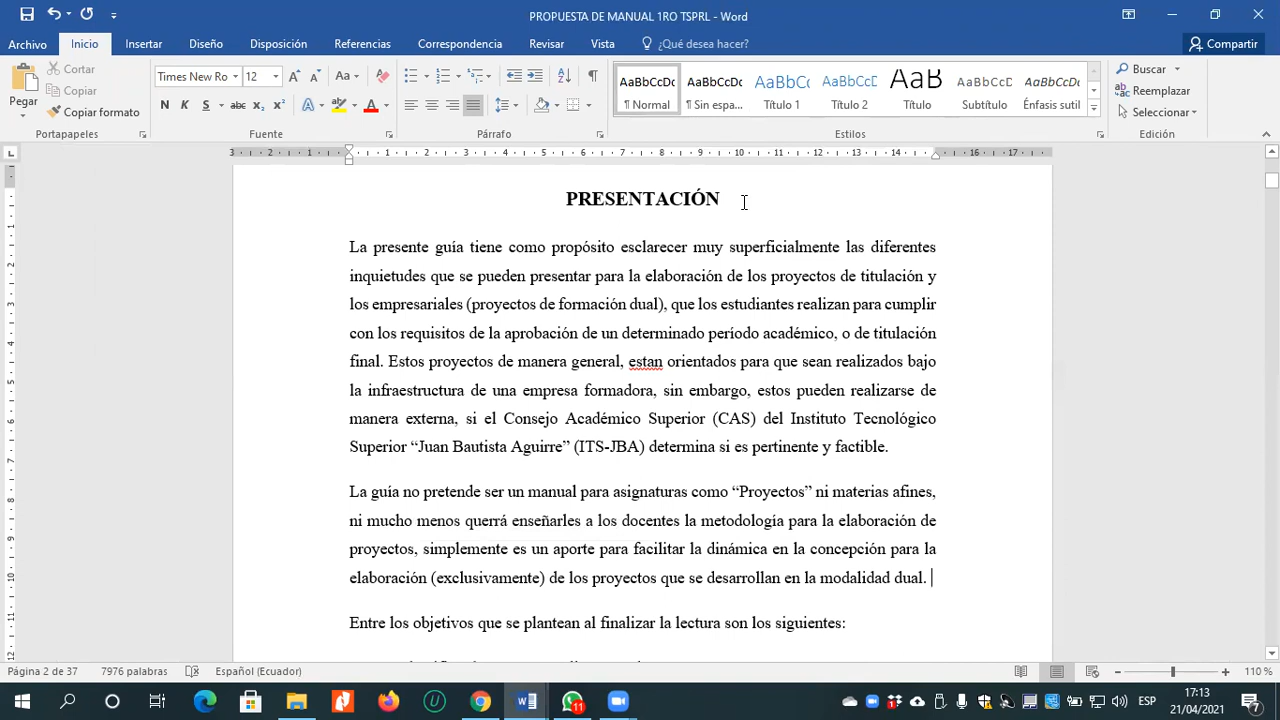 PROPUESTA DE MANUAL 1RO TSPRL - Word
Archivo Inicio Insertar Diseño Disposición Referencias Correspondencia Revisar Vista ¿Qué desea hacer? Compartir
Pegar
Cortar
Copiar
Copiar formato
Portapapeles
Times New Ro 12
N K S abc x₂ x²
Fuente
Párrafo
AaBbCcDc AaBbCcDc AaBbCc AaBbCcD AaB AaBbCcD AaBbCcDc
¶ Normal ¶ Sin espa... Título 1 Título 2 Título Subtítulo Énfasis sutil
Estilos
Buscar
Reemplazar
Seleccionar
Edición
PRESENTACIÓN
La presente guía tiene como propósito esclarecer muy superficialmente las diferentes
inquietudes que se pueden presentar para la elaboración de los proyectos de titulación y
los empresariales (proyectos de formación dual), que los estudiantes realizan para cumplir
con los requisitos de la aprobación de un determinado período académico, o de titulación
final. Estos proyectos de manera general, estan orientados para que sean realizados bajo
la infraestructura de una empresa formadora, sin embargo, estos pueden realizarse de
manera externa, si el Consejo Académico Superior (CAS) del Instituto Tecnológico
Superior “Juan Bautista Aguirre” (ITS-JBA) determina si es pertinente y factible.
La guía no pretende ser un manual para asignaturas como “Proyectos” ni materias afines,
ni mucho menos querrá enseñarles a los docentes la metodología para la elaboración de
proyectos, simplemente es un aporte para facilitar la dinámica en la concepción para la
elaboración (exclusivamente) de los proyectos que se desarrollan en la modalidad dual.
Entre los objetivos que se plantean al finalizar la lectura son los siguientes:
Página 2 de 37 7976 palabras Español (Ecuador) 110 %
ESP
17:13
21/04/2021